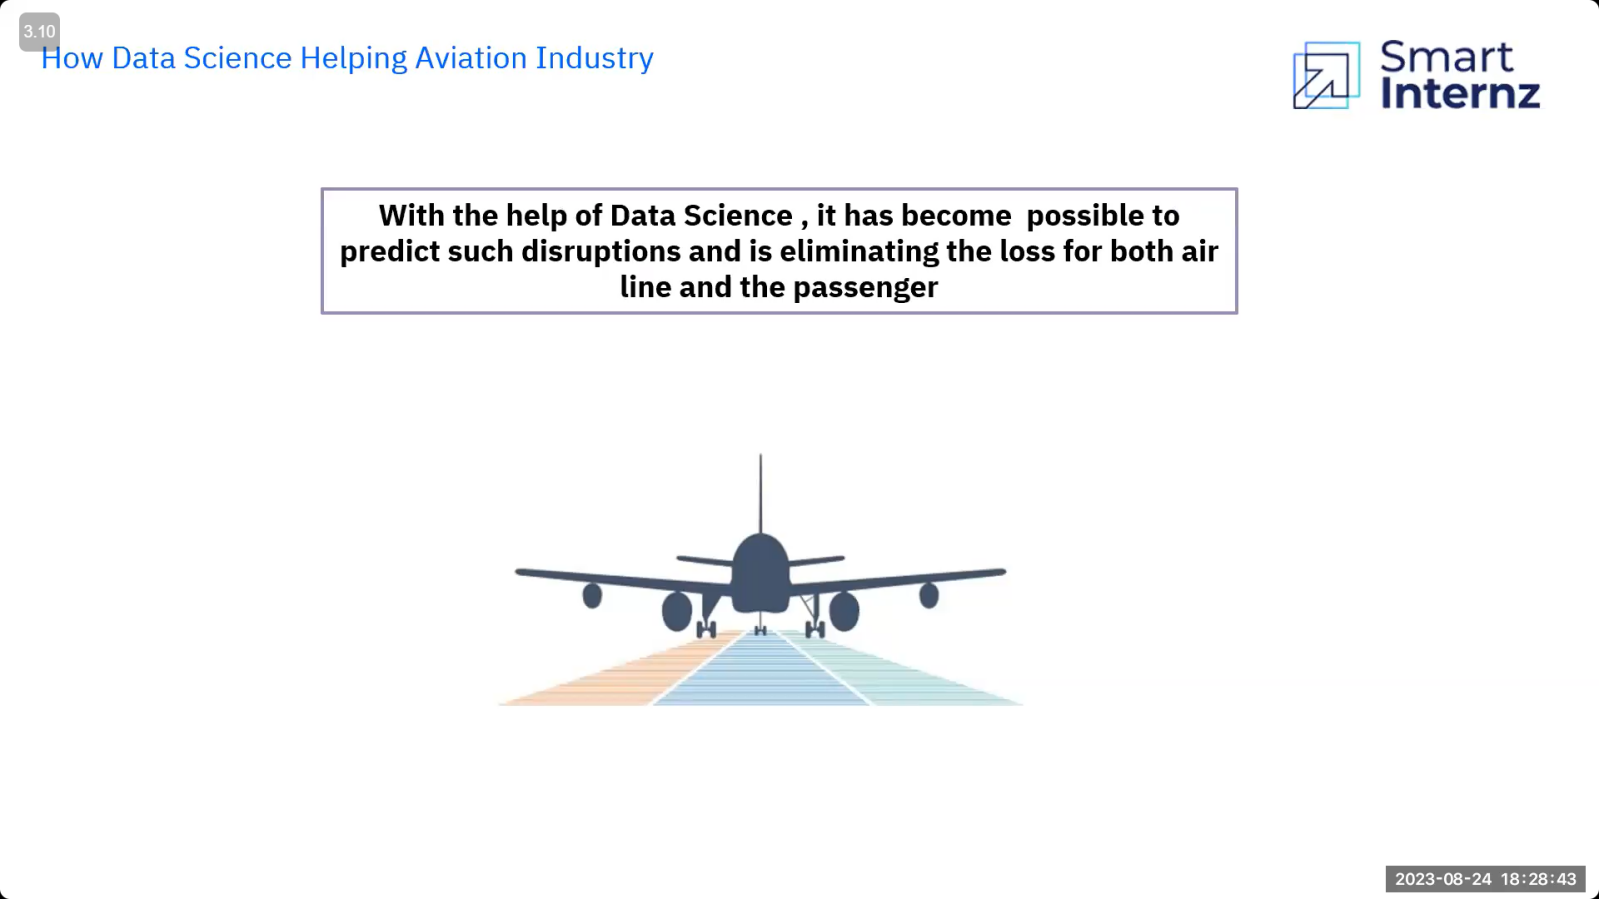 3.10
How Data Science Helping Aviation Industry
Smart
Internz
With the help of Data Science , it has become  possible to
predict such disruptions and is eliminating the loss for both air
line and the passenger
2023-08-24 18:28:43